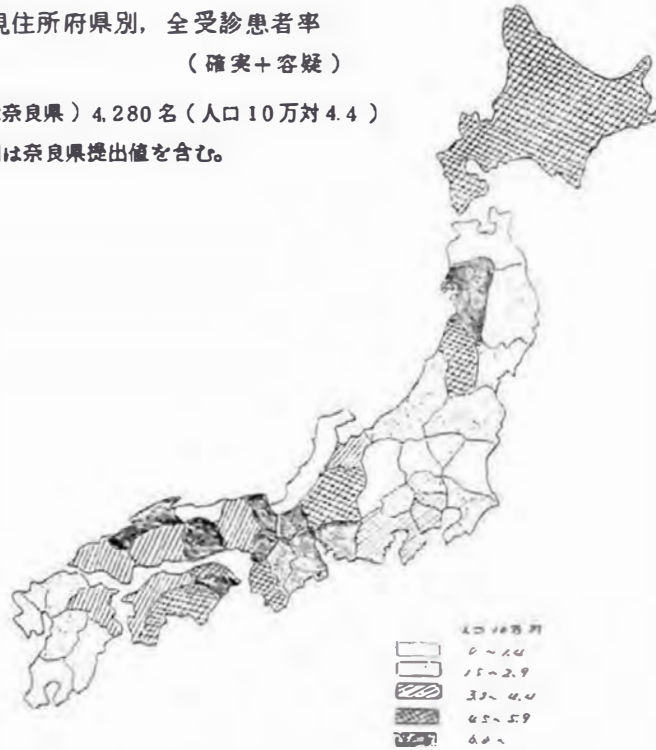 現住所府県別，全受診患者率
（確実＋容疑）
奈良県）4,280名（人口10万対4.4）
は奈良県提出値を含む。
人口10万対
0～1.4
1.5～2.9
3.0～4.4
4.5～5.9
6.0～